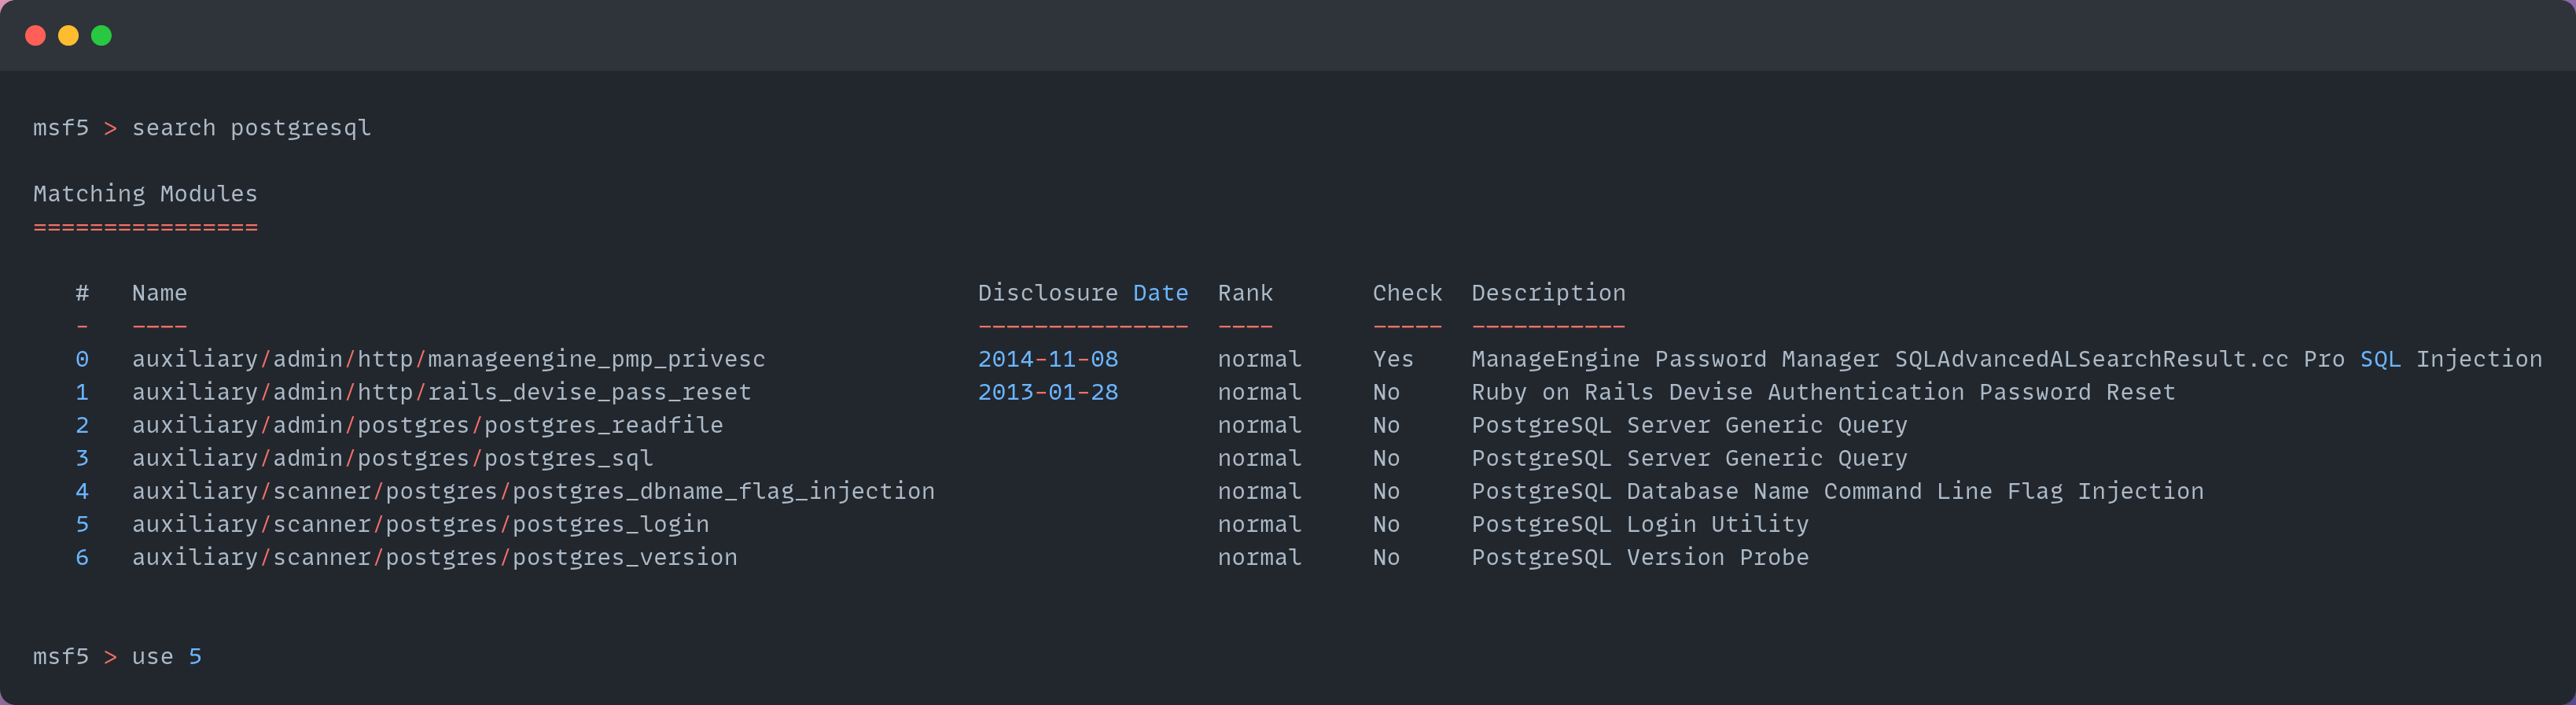 msf5 > search postgresql
Matching Modules
================
#   Name                                                        Disclosure Date  Rank       Check  Description
-   ----                                                        ---------------  ----       -----  -----------
0   auxiliary/admin/http/manageengine_pmp_privesc               2014-11-08       normal     Yes    ManageEngine Password Manager SQLAdvancedALSearchResult.cc Pro SQL Injection
1   auxiliary/admin/http/rails_devise_pass_reset                2013-01-28       normal     No     Ruby on Rails Devise Authentication Password Reset
2   auxiliary/admin/postgres/postgres_readfile                                   normal     No     PostgreSQL Server Generic Query
3   auxiliary/admin/postgres/postgres_sql                                        normal     No     PostgreSQL Server Generic Query
4   auxiliary/scanner/postgres/postgres_dbname_flag_injection                    normal     No     PostgreSQL Database Name Command Line Flag Injection
5   auxiliary/scanner/postgres/postgres_login                                    normal     No     PostgreSQL Login Utility
6   auxiliary/scanner/postgres/postgres_version                                  normal     No     PostgreSQL Version Probe
msf5 > use 5